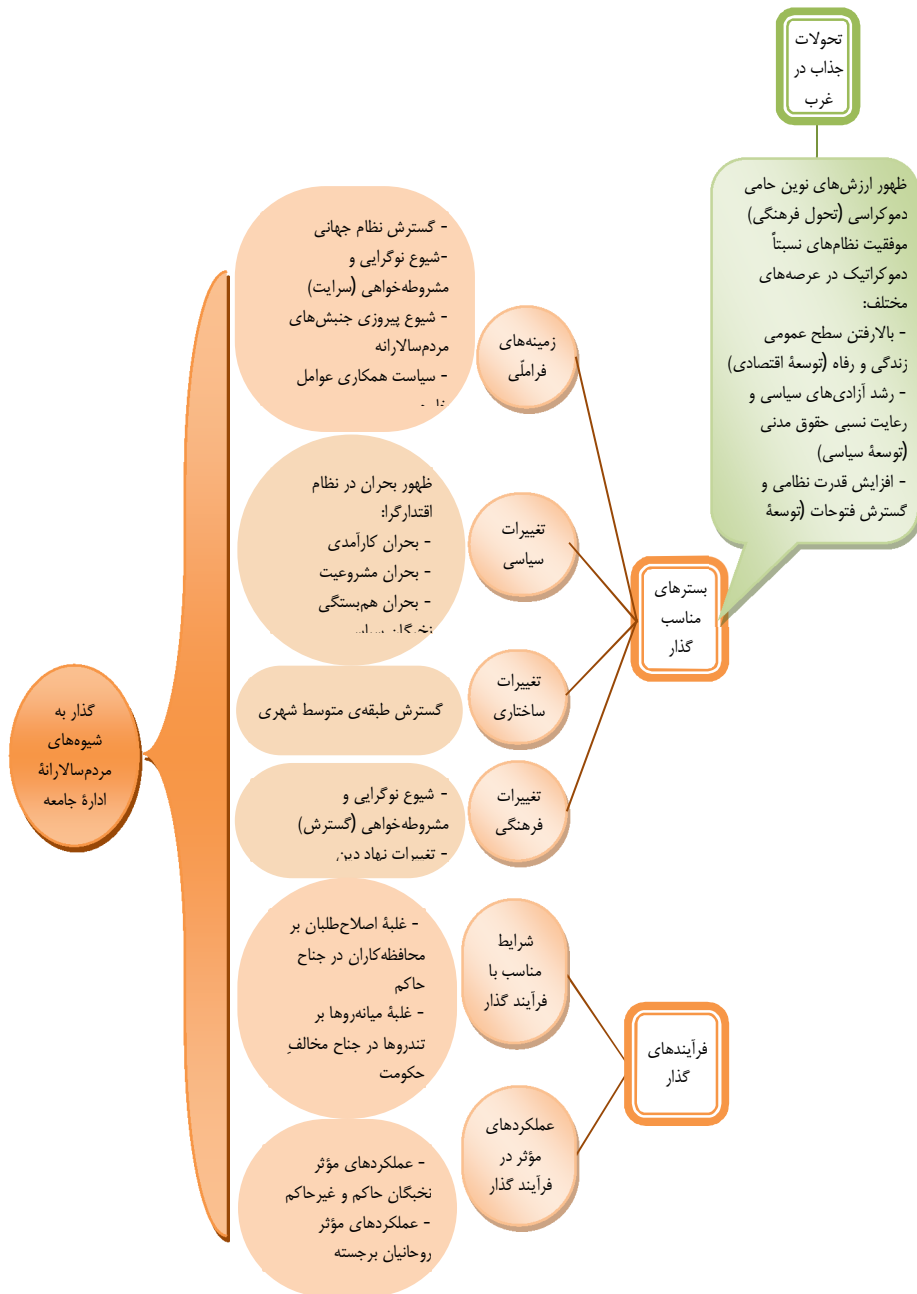 تحولات
جذاب در
غرب
ظهور ارزش‌های نوین حامی
دموکراسی (تحول فرهنگی)
موفقیت نظام‌های نسبتاً
دموکراتیک در عرصه‌های
مختلف:
- بالارفتن سطح عمومی
زندگی و رفاه (توسعهٔ اقتصادی)
- رشد آزادی‌های سیاسی و
رعایت نسبی حقوق مدنی
(توسعهٔ سیاسی)
- افزایش قدرت نظامی و
گسترش فتوحات (توسعهٔ
بسترهای
مناسب
گذار
زمینه‌های
فراملّی
- گسترش نظام جهانی
-شیوع نوگرایی و
مشروطه‌خواهی (سرایت)
- شیوع پیروزی جنبش‌های
مردم‌سالارانه
- سیاست همکاری عوامل
تغییرات
سیاسی
ظهور بحران در نظام
اقتدارگرا:
- بحران کارآمدی
- بحران مشروعیت
- بحران هم‌بستگی
نخبگان سیاسی
تغییرات
ساختاری
گسترش طبقه‌ی متوسط شهری
تغییرات
فرهنگی
- شیوع نوگرایی و
مشروطه‌خواهی (گسترش)
- تغییرات نهاد دین
فرآیندهای
گذار
شرایط
مناسب با
فرآیند گذار
- غلبهٔ اصلاح‌طلبان بر
محافظه‌کاران در جناح
حاکم
- غلبهٔ میانه‌روها بر
تندروها در جناح مخالفِ
حکومت
عملکردهای
مؤثر در
فرآیند گذار
- عملکردهای مؤثر
نخبگان حاکم و غیرحاکم
- عملکردهای مؤثر
روحانیان برجسته
گذار به
شیوه‌های
مردم‌سالارانهٔ
ادارهٔ جامعه